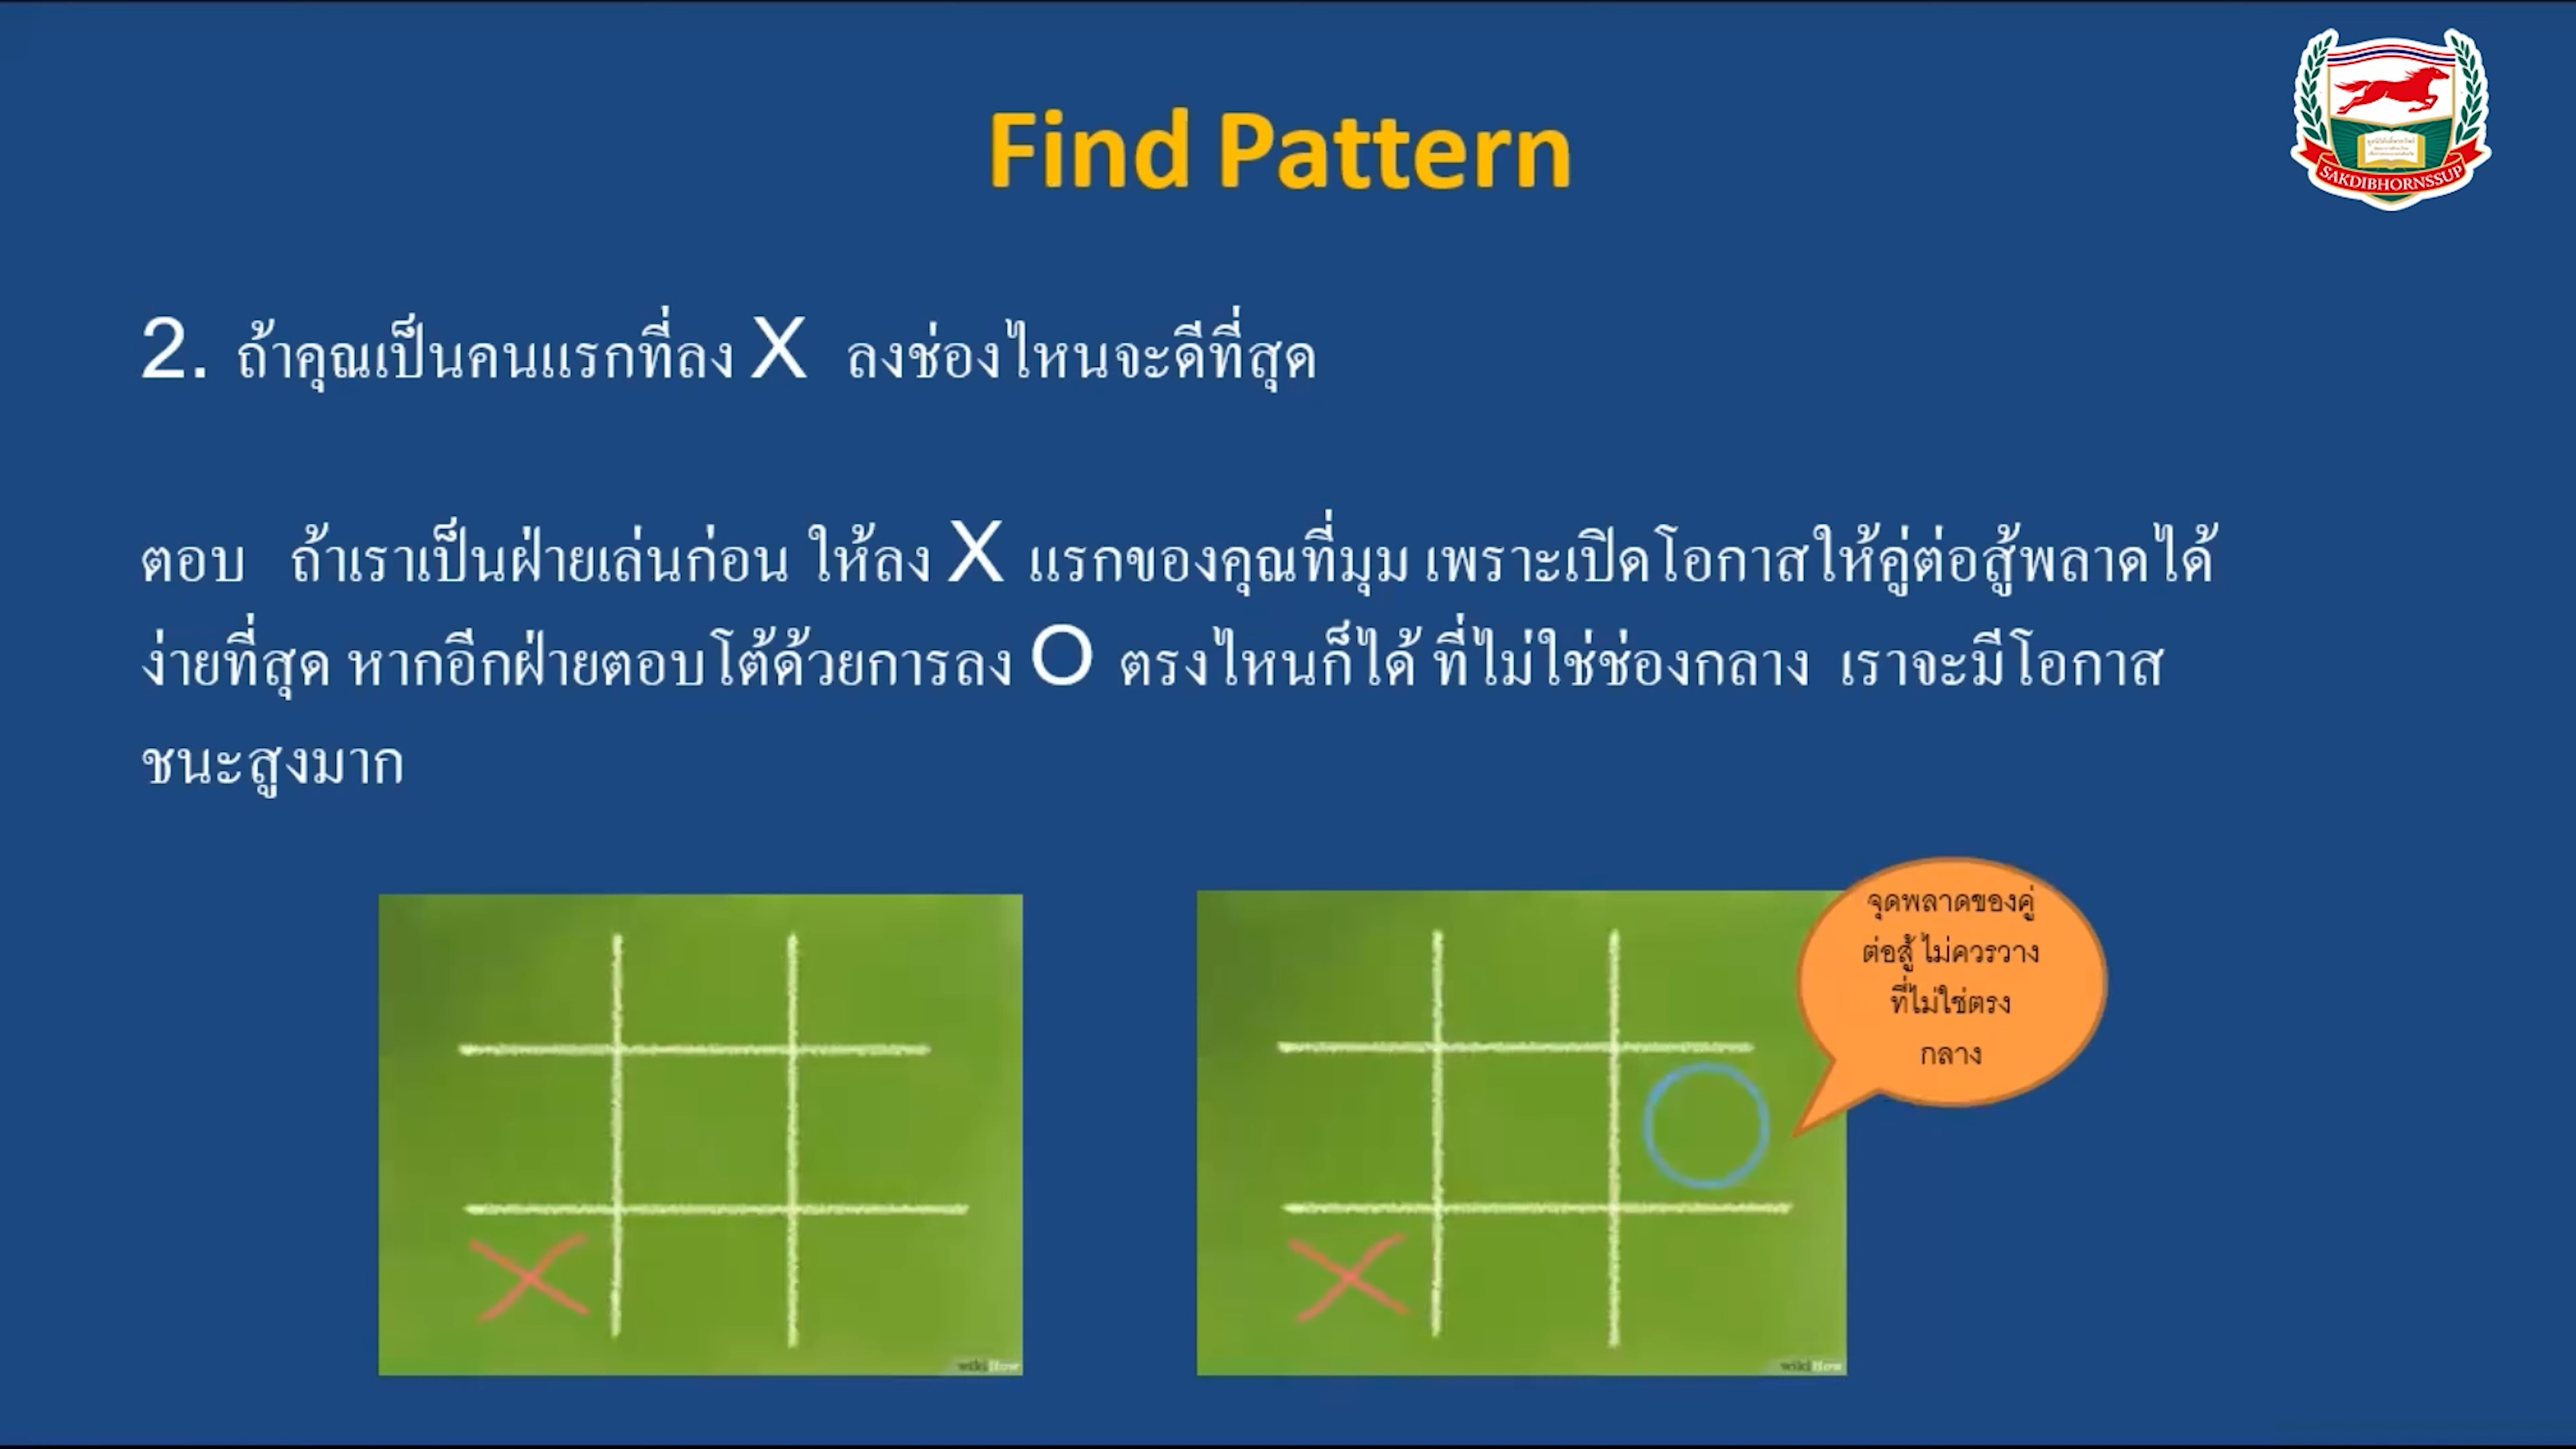 Find Pattern
SAKDIBHORNSSUP
2. ถ้าคุณเป็นคนแรกที่ลง X ลงช่องไหนจะดีที่สุด
ตอบ ถ้าเราเป็นฝ่ายเล่นก่อน ให้ลง X แรกของคุณที่มุม เพราะเปิดโอกาสให้คู่ต่อสู้พลาดได้
ง่ายที่สุด หากอีกฝ่ายตอบโต้ด้วยการลง O ตรงไหนก็ได้ ที่ไม่ใช่ช่องกลาง เราจะมีโอกาส
ชนะสูงมาก
จุดพลาดของคู่
ต่อสู้ ไม่ควรวาง
ที่ไม่ใช่ตรง
กลาง
wikiHow
wikiHow